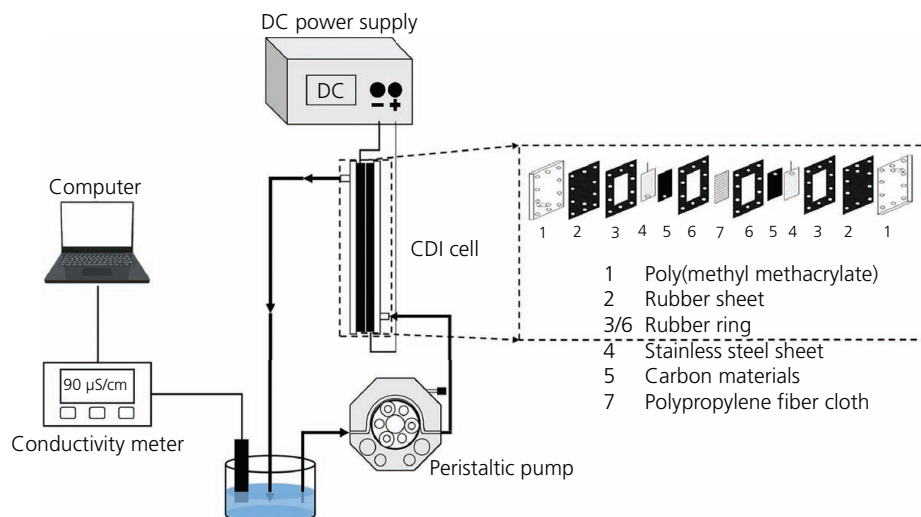 DC power supply
DC
− +
Computer
CDI cell
1 2 3 4 5 6 7 6 5 4 3 2 1
1 Poly(methyl methacrylate)
2 Rubber sheet
3/6 Rubber ring
4 Stainless steel sheet
5 Carbon materials
7 Polypropylene fiber cloth
90 µS/cm
Conductivity meter
Peristaltic pump